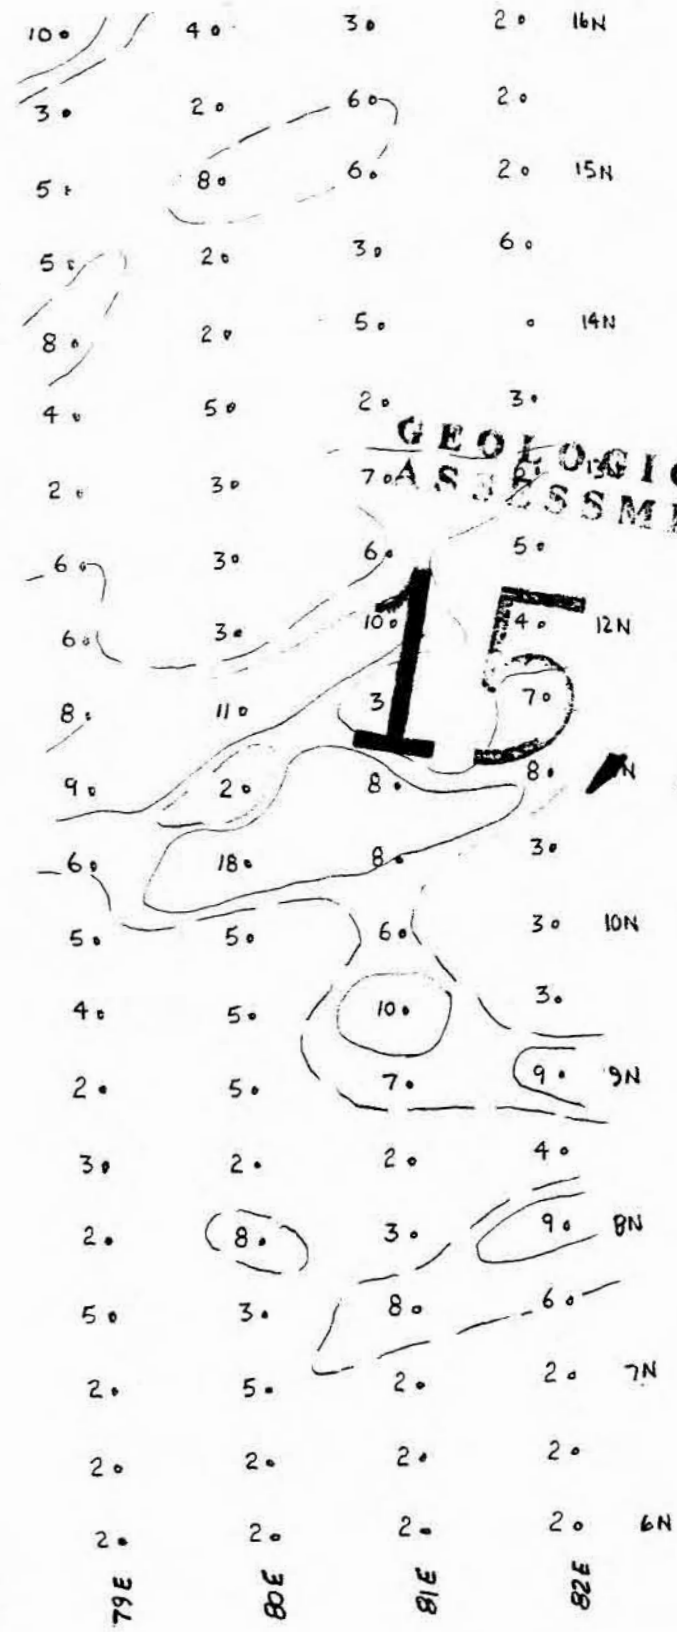 10 4 3 2 16N
3 2 6 2
5 8 6 2 15N
5 2 3 6
8 2 5 14N
4 5 2 3
GEOLOGIC
2 3 7
ASSESSM
6 3 6 5
6 3 10 4 12N
15
8 11 3 7
9 2 8 8 N
6 18 8 3
5 5 6 3 10N
4 5 10 3
2 5 7 9 9N
3 2 2 4
2 8 3 9 8N
5 3 8 6
2 5 2 2 7N
2 2 2 2
2 2 2 2 6N
79E 80E 81E 82E